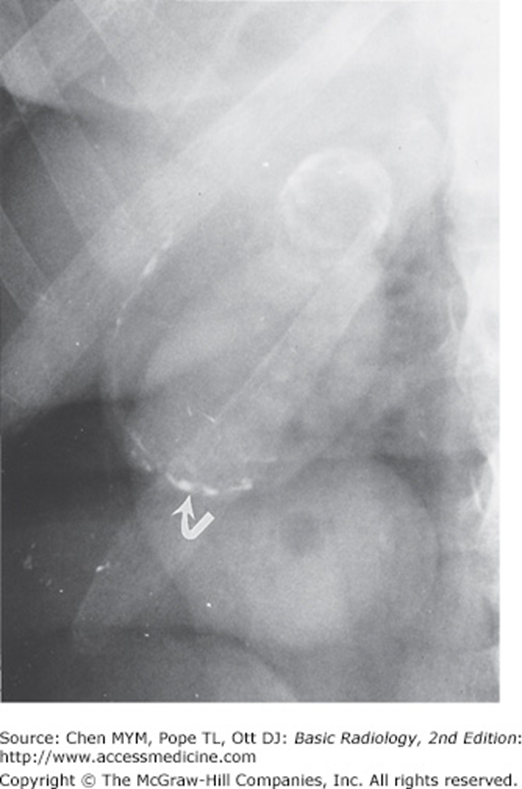 Source: Chen MYM, Pope TL, Ott DJ: Basic Radiology, 2nd Edition:
http://www.accessmedicine.com
Copyright © The McGraw-Hill Companies, Inc. All rights reserved.